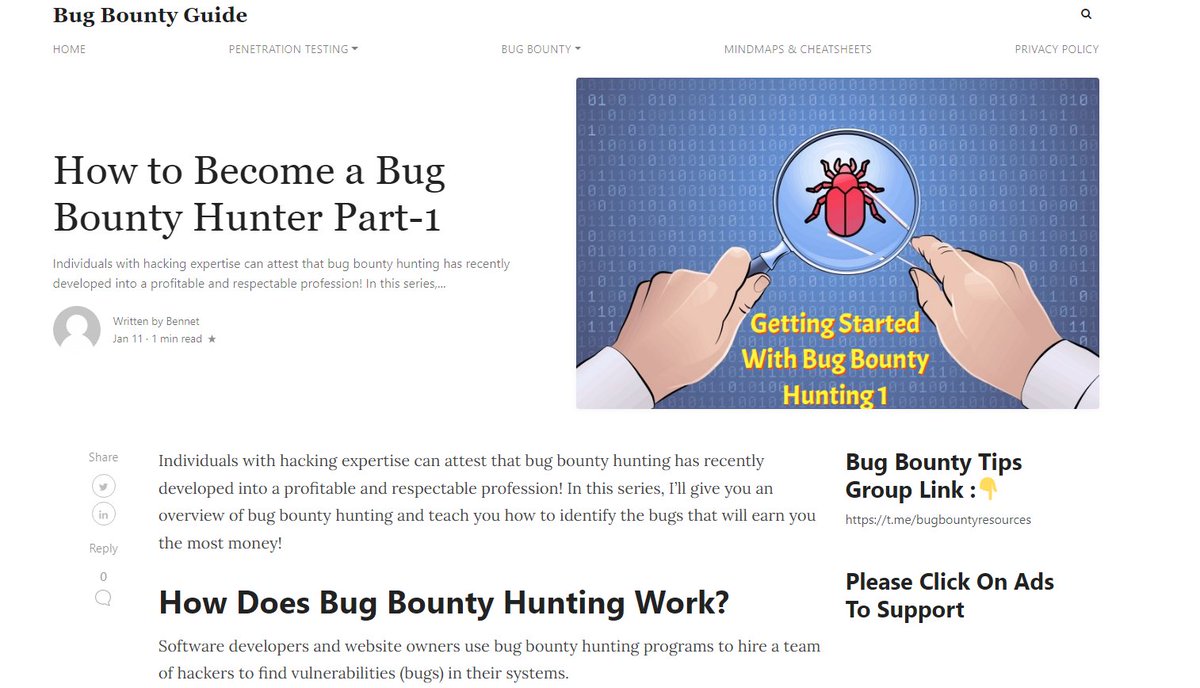 Bug Bounty Guide
HOME
PENETRATION TESTING
BUG BOUNTY
MINDMAPS & CHEATSHEETS
PRIVACY POLICY
How to Become a Bug
Bounty Hunter Part-1
Individuals with hacking expertise can attest that bug bounty hunting has recently
developed into a profitable and respectable profession! In this series,...
Written by Bennet
Jan 11 · 1 min read ★
Getting Started
With Bug Bounty
Hunting 1
Share
Reply
0
Individuals with hacking expertise can attest that bug bounty hunting has recently
developed into a profitable and respectable profession! In this series, I’ll give you an
overview of bug bounty hunting and teach you how to identify the bugs that will earn you
the most money!
How Does Bug Bounty Hunting Work?
Software developers and website owners use bug bounty hunting programs to hire a team
of hackers to find vulnerabilities (bugs) in their systems.
Bug Bounty Tips
Group Link :👇
https://t.me/bugbountyresources
Please Click On Ads
To Support